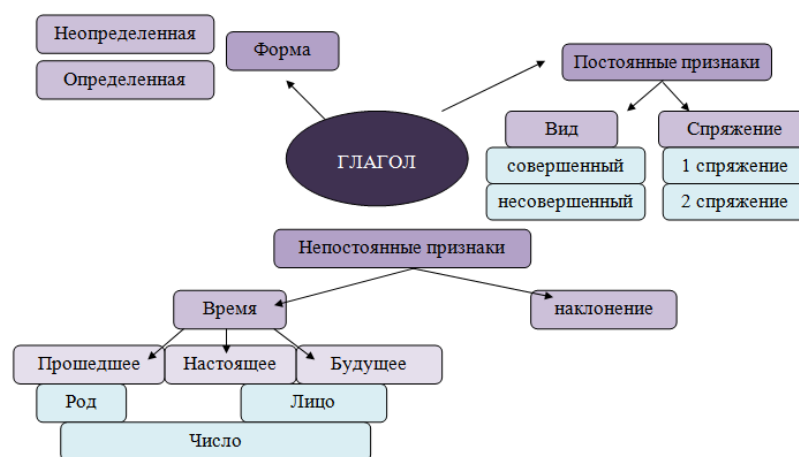 Неопределенная
Определенная
Форма
Постоянные признаки
ГЛАГОЛ
Вид
совершенный
несовершенный
Спряжение
1 спряжение
2 спряжение
Непостоянные признаки
Время
наклонение
Прошедшее
Настоящее
Будущее
Род
Лицо
Число